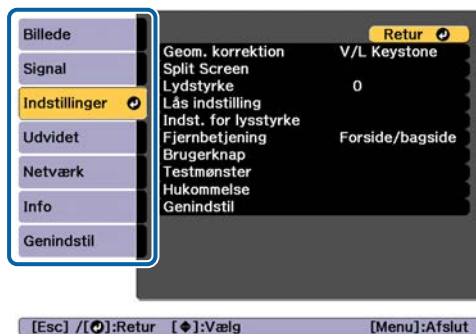 Billede
Signal
Indstillinger
Udvidet
Netværk
Info
Genindstil
Retur
Geom. korrektion V/L Keystone
Split Screen
Lydstyrke 0
Lås indstilling
Indst. for lysstyrke
Fjernbetjening Forside/bagside
Brugerknap
Testmønster
Hukommelse
Genindstil
[Esc] /[ ]:Retur [ ]:Vælg [Menu]:Afslut